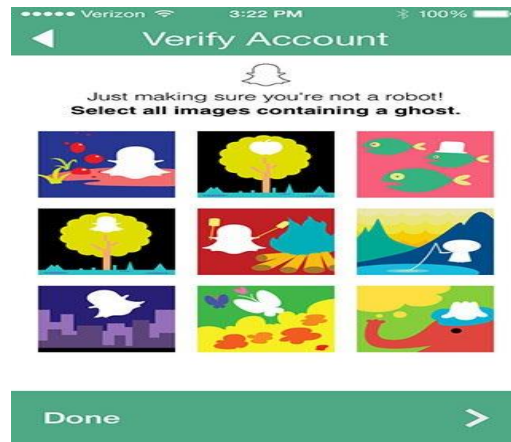 Verizon 3:22 PM 100%
Verify Account
Just making sure you're not a robot!
Select all images containing a ghost.
Done